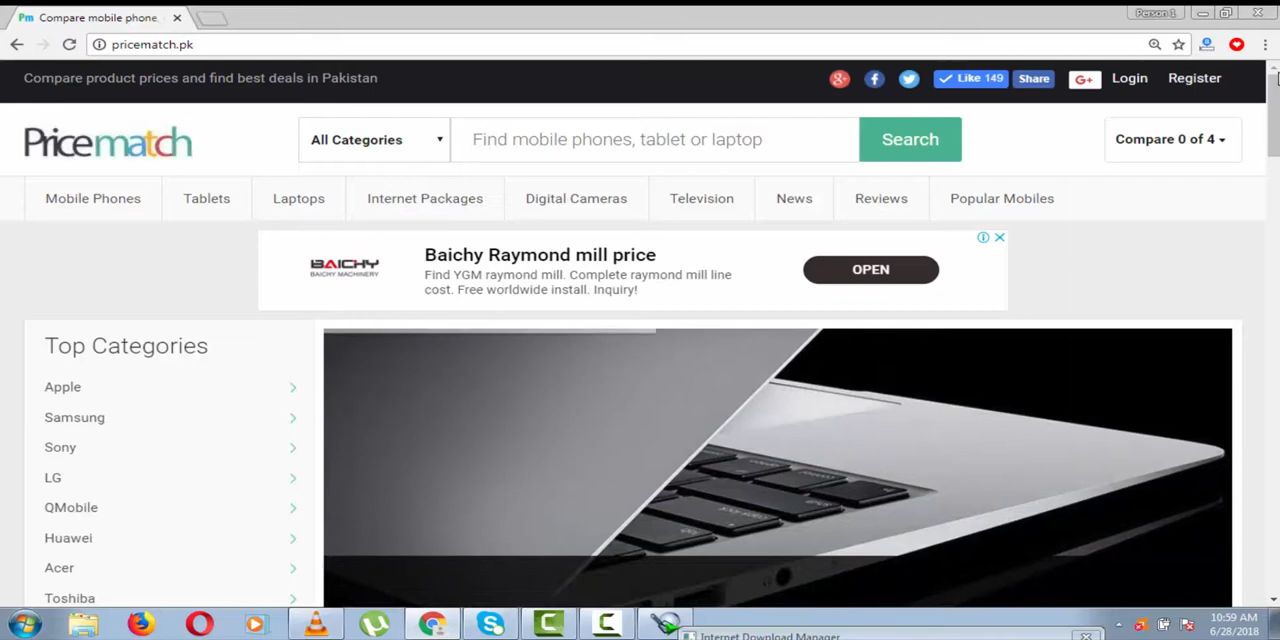 Pm Compare mobile phone,
Person 1
pricematch.pk
Compare product prices and find best deals in Pakistan
Like 149
Share
G+
Login
Register
Pricematch
All Categories
Find mobile phones, tablet or laptop
Search
Compare 0 of 4
Mobile Phones
Tablets
Laptops
Internet Packages
Digital Cameras
Television
News
Reviews
Popular Mobiles
BAICHY
BAICHY MACHINERY
Baichy Raymond mill price
Find YGM raymond mill. Complete raymond mill line
cost. Free worldwide install. Inquiry!
OPEN
Top Categories
Apple
Samsung
Sony
LG
QMobile
Huawei
Acer
Toshiba
10:59 AM
6/28/2018
Internet Download Manager